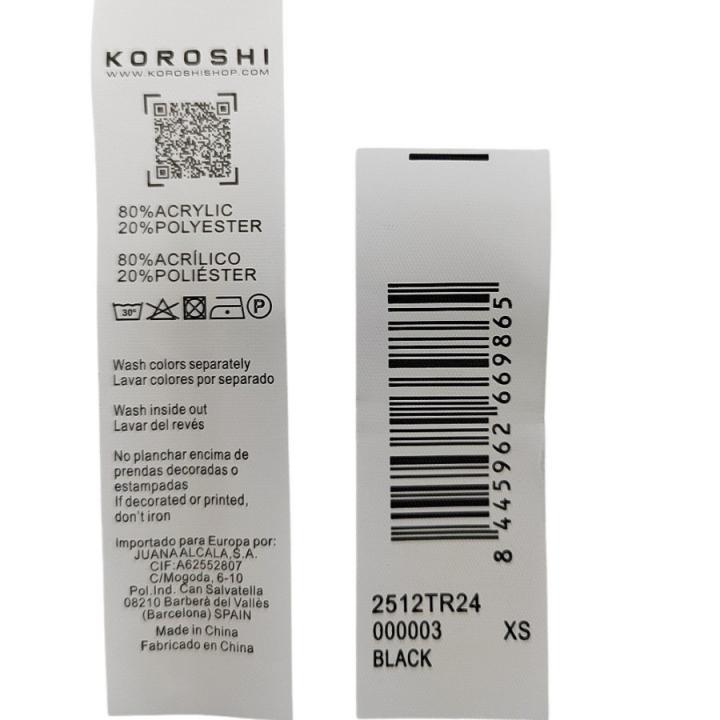 KOROSHI
WWW.KOROSHISHOP.COM
80%ACRYLIC
20%POLYESTER
80%ACRÍLICO
20%POLIÉSTER
30°
P
Wash colors separately
Lavar colores por separado
Wash inside out
Lavar del revés
No planchar encima de
prendas decoradas o
estampadas
If decorated or printed,
don't iron
Importado para Europa por:
JUANAALCALA,S.A.
CIF:A62552807
C/Mogoda, 6-10
Pol.Ind. Can Salvatella
08210 Barberà del Vallès
(Barcelona) SPAIN
Made in China
Fabricado en China
8 445962 669865
2512TR24
000003 XS
BLACK